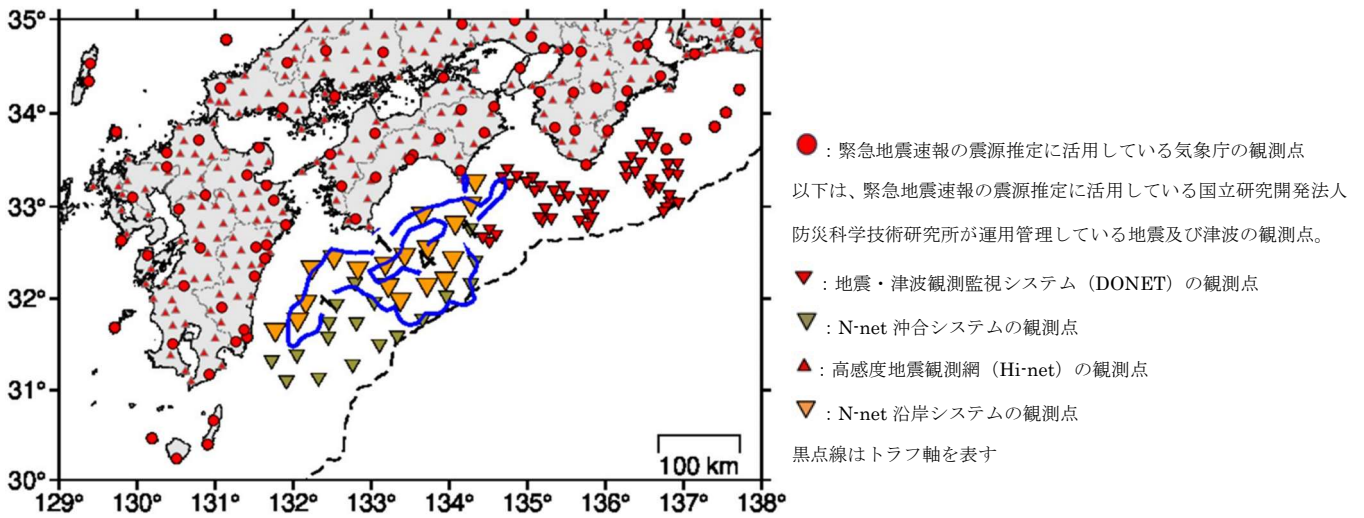 35°
34°
33°
32°
31°
30°
129° 130° 131° 132° 133° 134° 135° 136° 137° 138°
100 km
:緊急地震速報の震源推定に活用している気象庁の観測点
以下は、緊急地震速報の震源推定に活用している国立研究開発法人
防災科学技術研究所が運用管理している地震及び津波の観測点。
:地震・津波観測監視システム(DONET)の観測点
:N-net 沖合システムの観測点
:高感度地震観測網(Hi-net)の観測点
:N-net 沿岸システムの観測点
黒点線はトラフ軸を表す